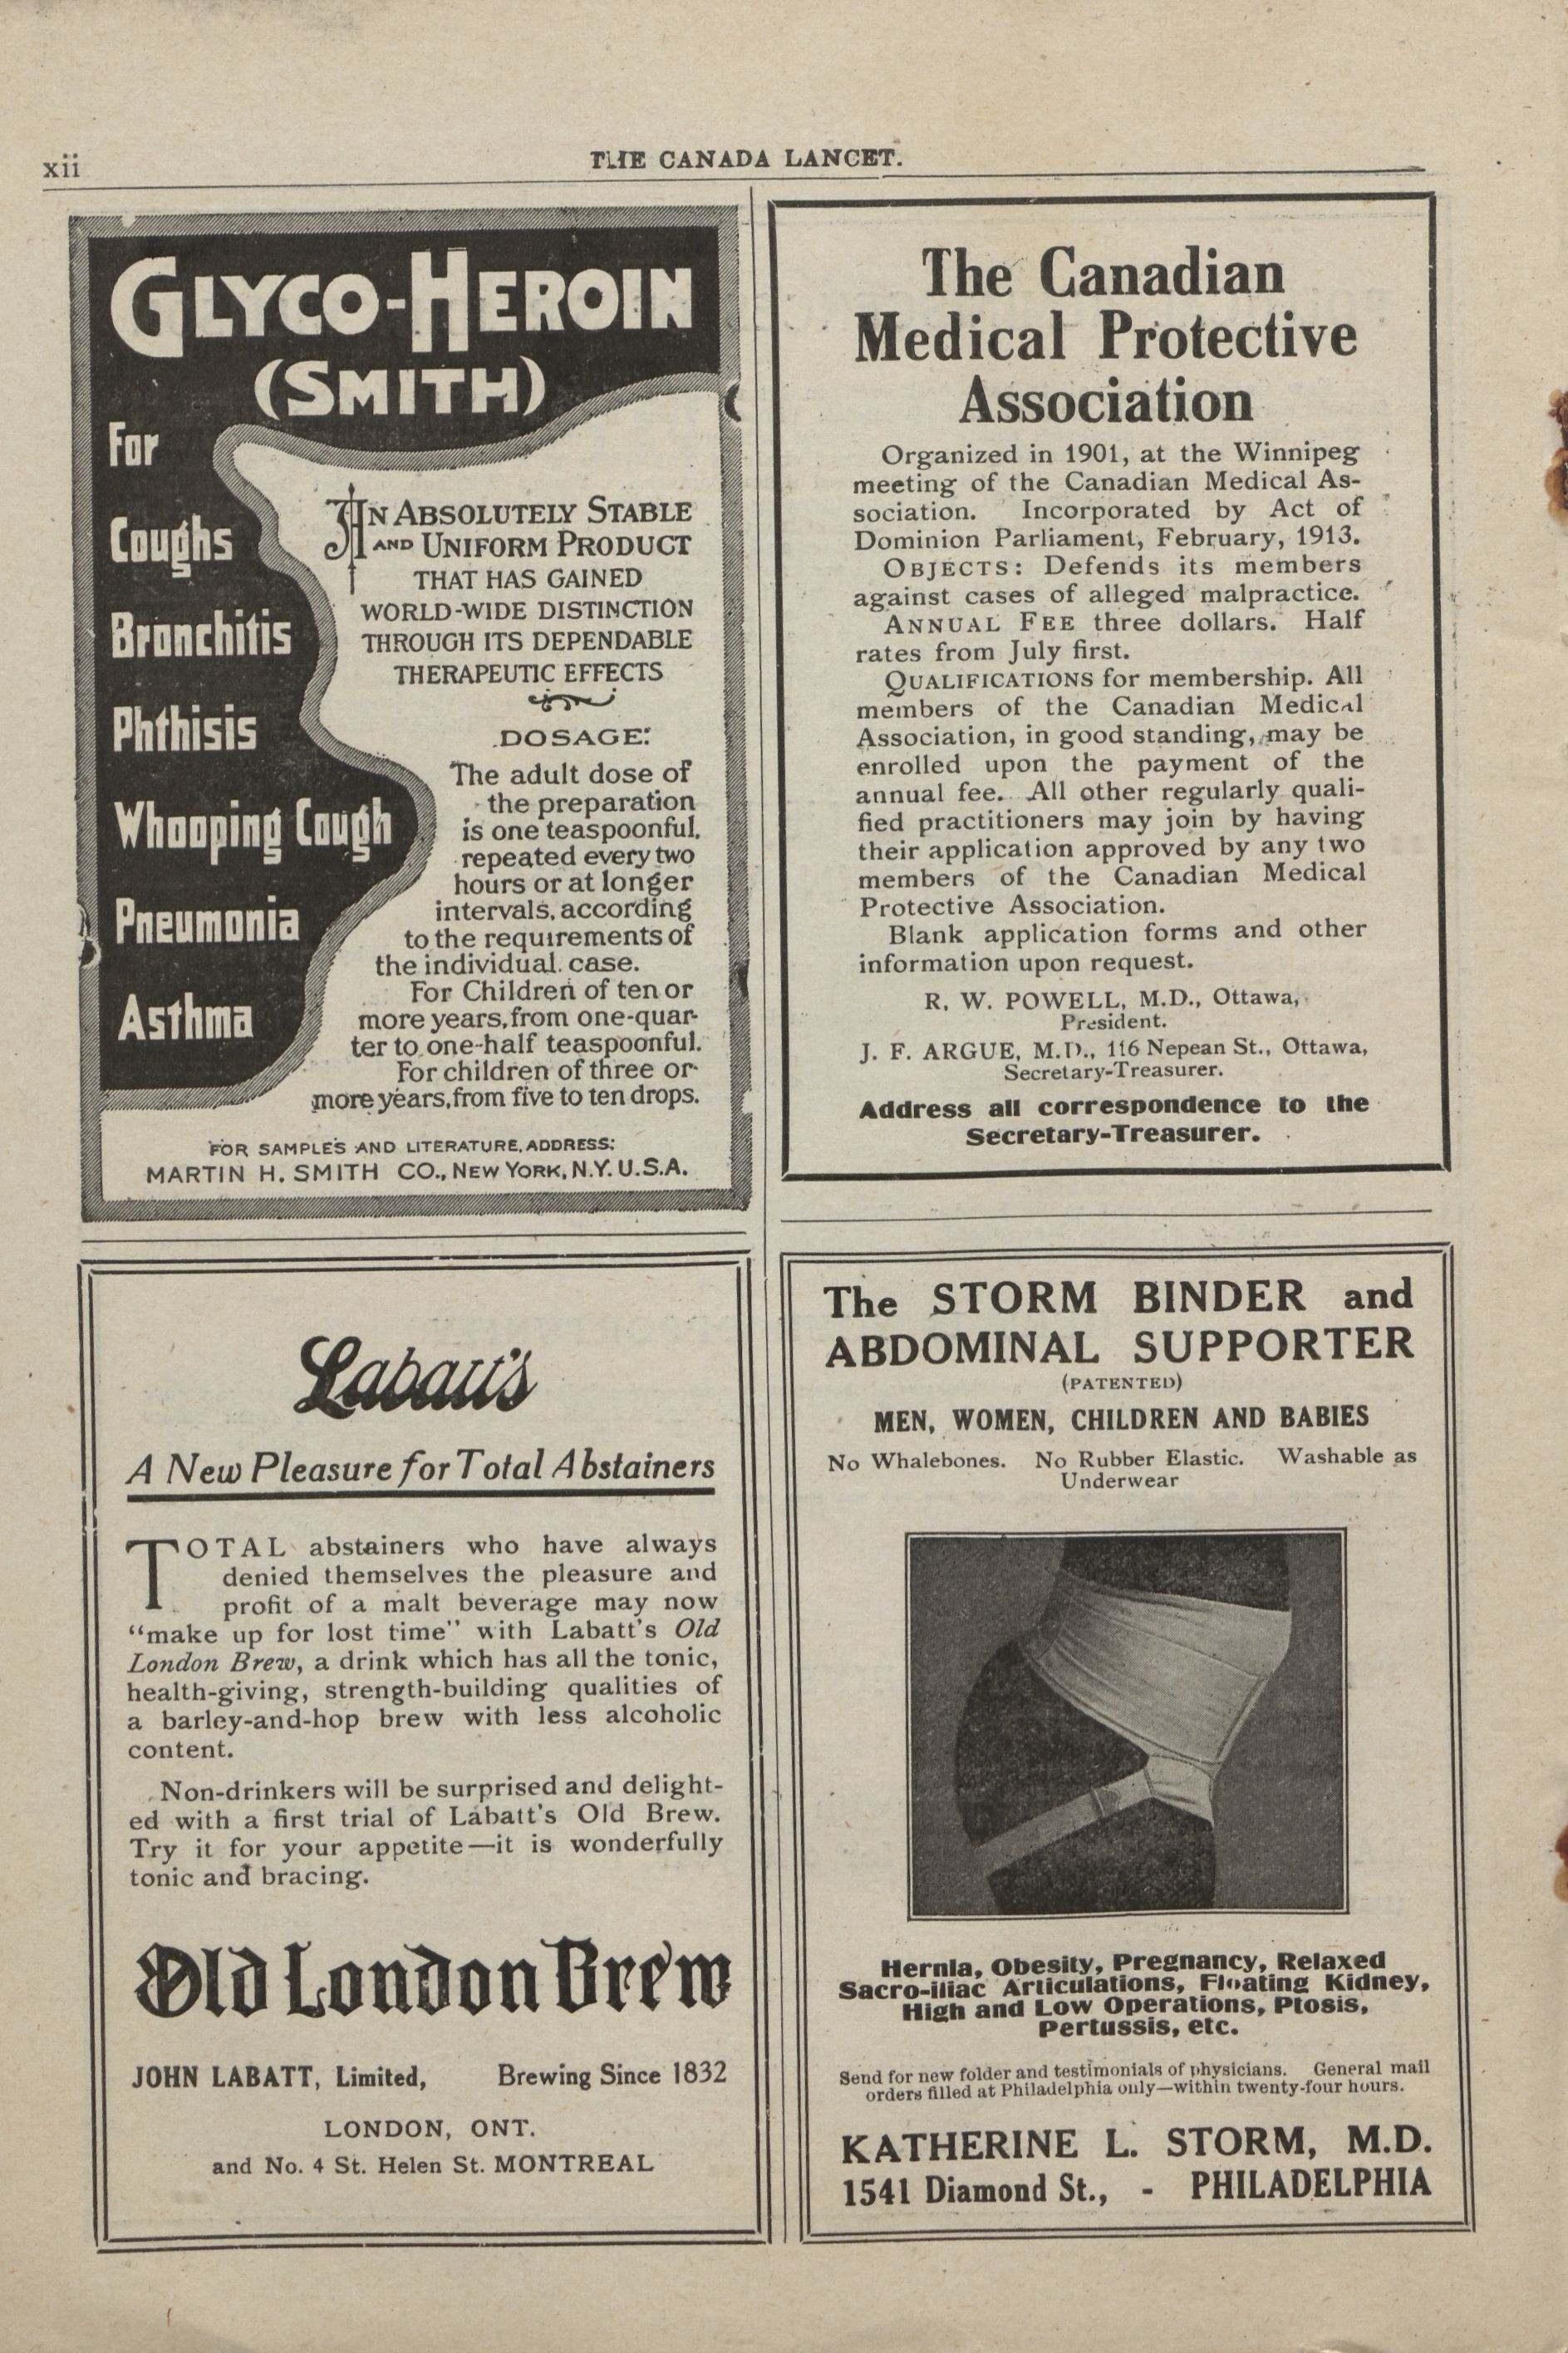 xii
THE CANADA LANCET.
GLYCO-HEROIN
(SMITH)
For
Coughs
Bronchitis
Phthisis
Whooping Cough
Pneumonia
Asthma
AN ABSOLUTELY STABLE
AND UNIFORM PRODUCT
THAT HAS GAINED
WORLD-WIDE DISTINCTION
THROUGH ITS DEPENDABLE
THERAPEUTIC EFFECTS
DOSAGE:
The adult dose of
the preparation
is one teaspoonful,
repeated every two
hours or at longer
intervals, according
to the requirements of
the individual case.
For Children of ten or
more years, from one-quar-
ter to one-half teaspoonful.
For children of three or
more years, from five to ten drops.
FOR SAMPLES AND LITERATURE, ADDRESS:
MARTIN H. SMITH CO., NEW YORK, N.Y. U.S.A.
The Canadian
Medical Protective
Association
Organized in 1901, at the Winnipeg
meeting of the Canadian Medical As-
sociation. Incorporated by Act of
Dominion Parliament, February, 1913.
OBJECTS: Defends its members
against cases of alleged malpractice.
ANNUAL FEE three dollars. Half
rates from July first.
QUALIFICATIONS for membership. All
members of the Canadian Medical
Association, in good standing, may be
enrolled upon the payment of the
annual fee. All other regularly quali-
fied practitioners may join by having
their application approved by any two
members of the Canadian Medical
Protective Association.
Blank application forms and other
information upon request.
R. W. POWELL, M.D., Ottawa,
President.
J. F. ARGUE, M.D., 116 Nepean St., Ottawa,
Secretary-Treasurer.
Address all correspondence to the
Secretary-Treasurer.
Labatt's
A New Pleasure for Total Abstainers
TOTAL abstainers who have always
denied themselves the pleasure and
profit of a malt beverage may now
"make up for lost time" with Labatt's Old
London Brew, a drink which has all the tonic,
health-giving, strength-building qualities of
a barley-and-hop brew with less alcoholic
content.
Non-drinkers will be surprised and delight-
ed with a first trial of Labatt's Old Brew.
Try it for your appetite—it is wonderfully
tonic and bracing.
Old London Brew
JOHN LABATT, Limited, Brewing Since 1832
LONDON, ONT.
and No. 4 St. Helen St. MONTREAL
The STORM BINDER and
ABDOMINAL SUPPORTER
(PATENTED)
MEN, WOMEN, CHILDREN AND BABIES
No Whalebones. No Rubber Elastic. Washable as
Underwear
Hernia, Obesity, Pregnancy, Relaxed
Sacro-iliac Articulations, Floating Kidney,
High and Low Operations, Ptosis,
Pertussis, etc.
Send for new folder and testimonials of physicians. General mail
orders filled at Philadelphia only—within twenty-four hours.
KATHERINE L. STORM, M.D.
1541 Diamond St., - PHILADELPHIA